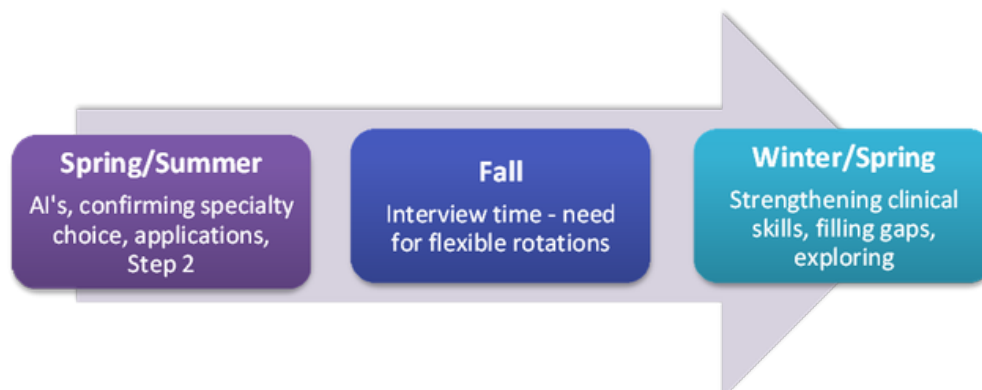 Spring/Summer
AI's, confirming specialty
choice, applications,
Step 2
Fall
Interview time - need
for flexible rotations
Winter/Spring
Strengthening clinical
skills, filling gaps,
exploring